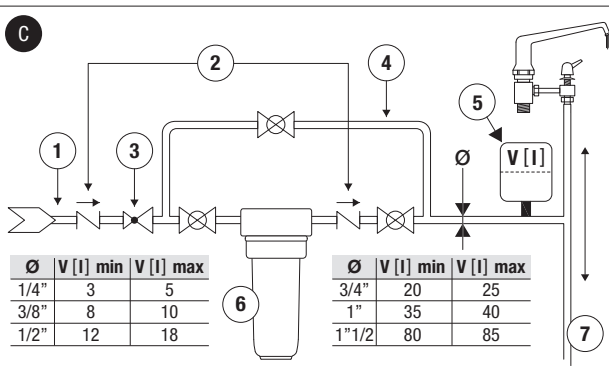 C
2
4
5
1
3
Ø
V [l]
Ø V [l] min V [l] max
1/4” 3 5
3/8” 8 10
1/2” 12 18
6
Ø V [l] min V [l] max
3/4” 20 25
1” 35 40
1”1/2 80 85
7